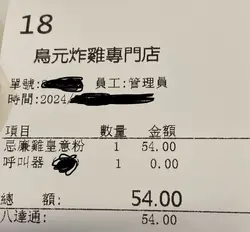 18
鳥元炸雞專門店
單號:
員工:管理員
時間:2024/
項目 數量 金額
忌廉雞皇意粉 1 54.00
呼叫器 1 0.00
總 額: 54.00
八達通: 54.00